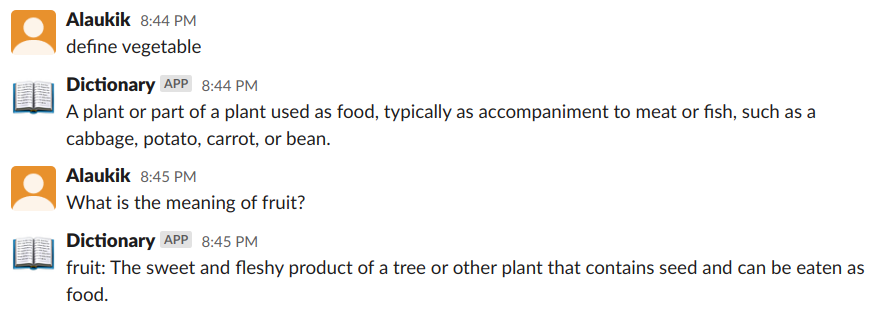 Alaukik 8:44 PM
define vegetable
Dictionary APP 8:44 PM
A plant or part of a plant used as food, typically as accompaniment to meat or fish, such as a
cabbage, potato, carrot, or bean.
Alaukik 8:45 PM
What is the meaning of fruit?
Dictionary APP 8:45 PM
fruit: The sweet and fleshy product of a tree or other plant that contains seed and can be eaten as
food.